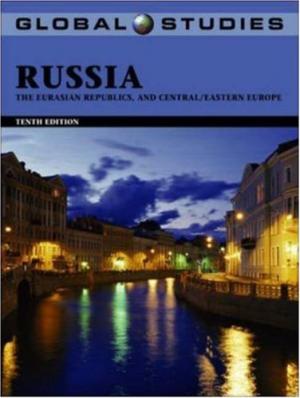 GLOBAL STUDIES
RUSSIA
THE EURASIAN REPUBLICS, AND CENTRAL/EASTERN EUROPE
TENTH EDITION